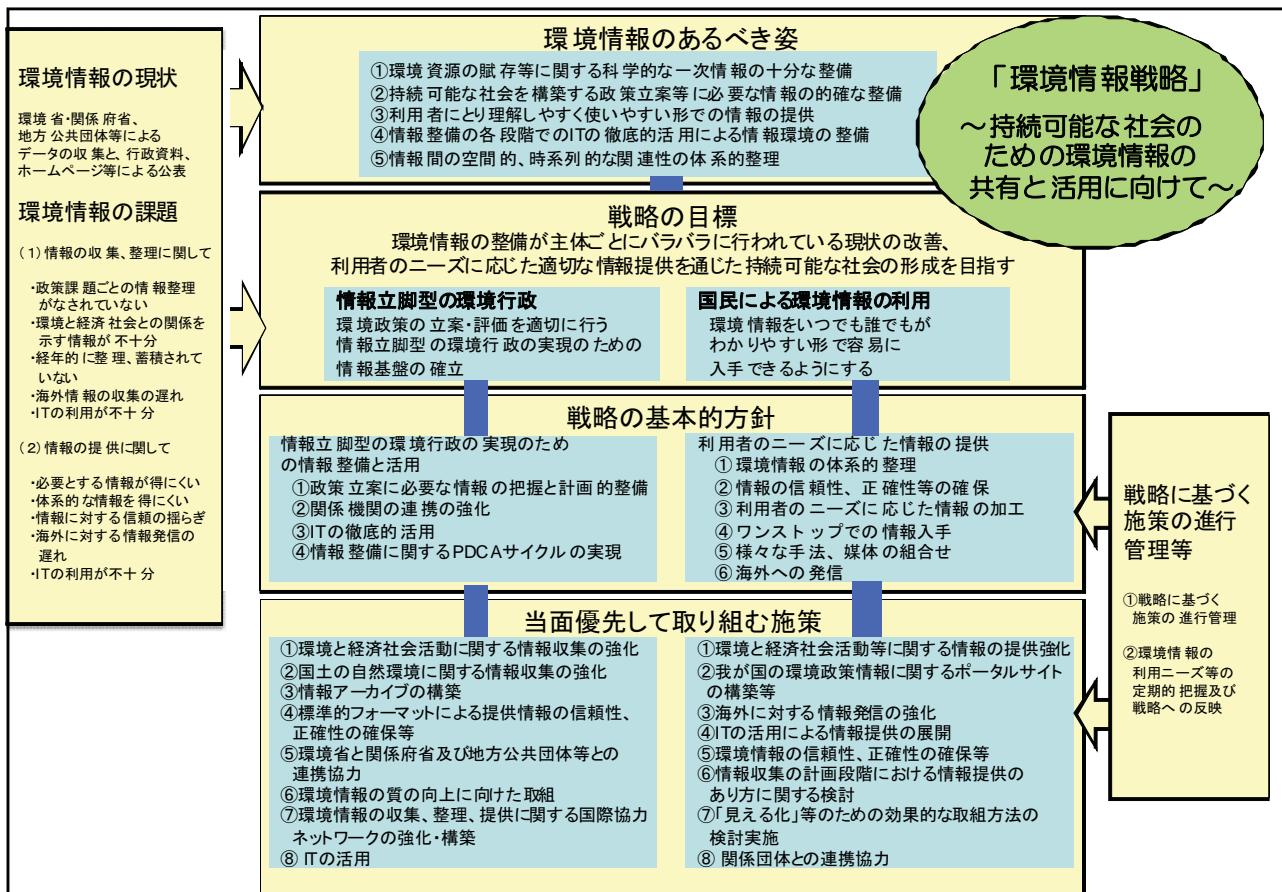 環境情報の現状
環境省・関係府省、
地方公共団体等による
データの収集と、行政資料、
ホームページ等による公表
環境情報の課題
(1)情報の収集、整理に関して
・政策課題ごとの情報整理
がなされていない
・環境と経済社会との関係を
示す情報が不十分
・経年的に整理、蓄積されて
いない
・海外情報の収集の遅れ
・ITの利用が不十分
(2)情報の提供に関して
・必要とする情報が得にくい
・体系的な情報を得にくい
・情報に対する信頼の揺らぎ
・海外に対する情報発信の
遅れ
・ITの利用が不十分
環境情報のあるべき姿
①環境資源の賦存等に関する科学的な一次情報の十分な整備
②持続可能な社会を構築する政策立案等に必要な情報の的確な整備
③利用者にとり理解しやすく使いやすい形での情報の提供
④情報整備の各段階でのITの徹底的活用による情報環境の整備
⑤情報間の空間的、時系列的な関連性の体系的整理
「環境情報戦略」
～持続可能な社会の
ための環境情報の
共有と活用に向けて～
戦略の目標
環境情報の整備が主体ごとにバラバラに行われている現状の改善、
利用者のニーズに応じた適切な情報提供を通じた持続可能な社会の形成を目指す
情報立脚型の環境行政
環境政策の立案・評価を適切に行う
情報立脚型の環境行政の実現のための
情報基盤の確立
国民による環境情報の利用
環境情報をいつでも誰でもが
わかりやすい形で容易に
入手できるようにする
戦略の基本的方針
情報立脚型の環境行政の実現のため
の情報整備と活用
①政策立案に必要な情報の把握と計画的整備
②関係機関の連携の強化
③ITの徹底的活用
④情報整備に関するPDCAサイクルの実現
利用者のニーズに応じた情報の提供
①環境情報の体系的整理
②情報の信頼性、正確性等の確保
③利用者のニーズに応じた情報の加工
④ワンストップでの情報入手
⑤様々な手法、媒体の組合せ
⑥海外への発信
当面優先して取り組む施策
①環境と経済社会活動に関する情報収集の強化
②国土の自然環境に関する情報収集の強化
③情報アーカイブの構築
④標準的フォーマットによる提供情報の信頼性、
正確性の確保等
⑤環境省と関係府省及び地方公共団体等との
連携協力
⑥環境情報の質の向上に向けた取組
⑦環境情報の収集、整理、提供に関する国際協力
ネットワークの強化・構築
⑧ITの活用
①環境と経済社会活動等に関する情報の提供強化
②我が国の環境政策情報に関するポータルサイト
の構築等
③海外に対する情報発信の強化
④ITの活用による情報提供の展開
⑤環境情報の信頼性、正確性の確保等
⑥情報収集の計画段階における情報提供の
あり方に関する検討
⑦「見える化」等のための効果的な取組方法の
検討実施
⑧関係団体との連携協力
戦略に基づく
施策の進行
管理等
①戦略に基づく
施策の進行管理
②環境情報の
利用ニーズ等の
定期的把握及び
戦略への反映